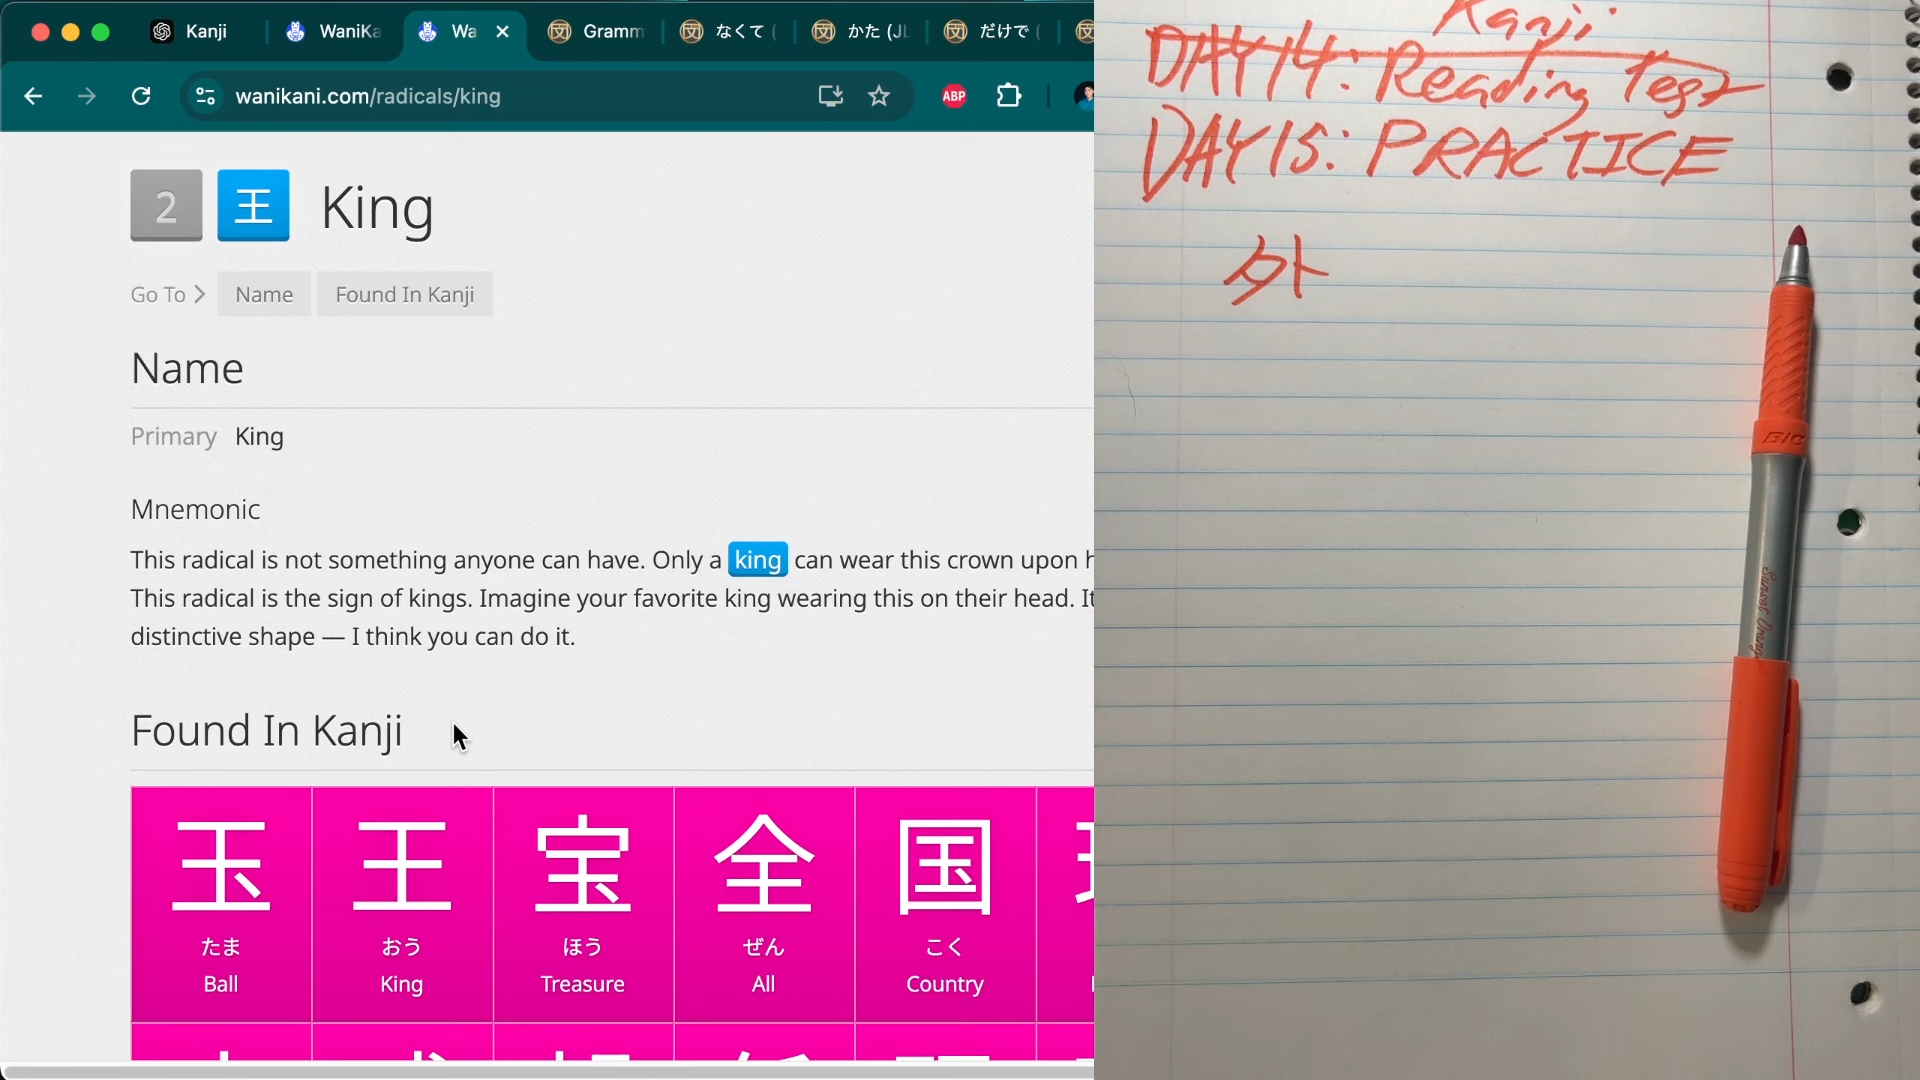 Kanji
WaniKa
Wa
Gramm
なくて (
かた (JL
だけで (
wanikani.com/radicals/king
ABP
2
王
King
Go To
Name
Found In Kanji
Name
Primary King
Mnemonic
This radical is not something anyone can have. Only a king can wear this crown upon h
This radical is the sign of kings. Imagine your favorite king wearing this on their head. It
distinctive shape — I think you can do it.
Found In Kanji
玉 王 宝 全 国
たま おう ほう ぜん こく
Ball King Treasure All Country
Kanji
DAY 14: Reading Test
DAY 15: PRACTICE
外
BIC
Sunset Orange